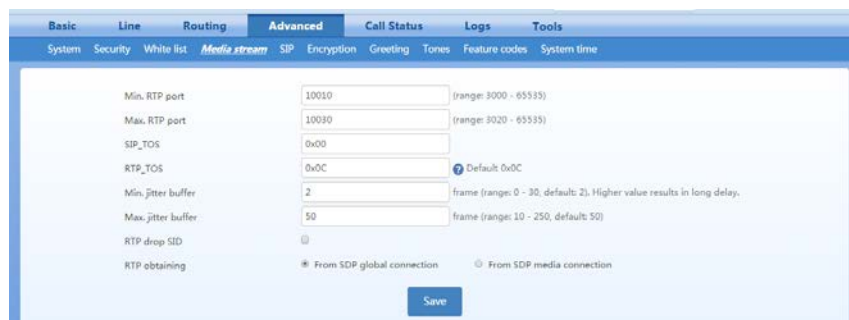 Basic Line Routing Advanced Call Status Logs Tools
System Security White list Media stream SIP Encryption Greeting Tones Feature codes System time
Min. RTP port 10010 (range: 3000 - 65535)
Max. RTP port 10030 (range: 3020 - 65535)
SIP_TOS 0x00
RTP_TOS 0x0C ? Default 0x0C
Min. jitter buffer 2 frame (range: 0 - 30, default: 2). Higher value results in long delay.
Max. jitter buffer 50 frame (range: 10 - 250, default: 50)
RTP drop SID
RTP obtaining From SDP global connection From SDP media connection
Save